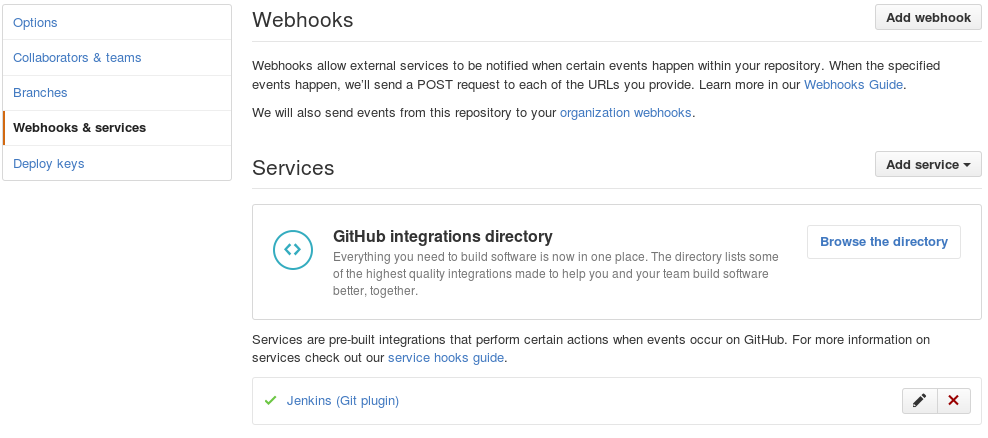 Options
Collaborators & teams
Branches
Webhooks & services
Deploy keys
Webhooks
Add webhook
Webhooks allow external services to be notified when certain events happen within your repository. When the specified
events happen, we'll send a POST request to each of the URLs you provide. Learn more in our Webhooks Guide.
We will also send events from this repository to your organization webhooks.
Services
Add service
GitHub integrations directory
Everything you need to build software is now in one place. The directory lists some
of the highest quality integrations made to help you and your team build software
better, together.
Browse the directory
Services are pre-built integrations that perform certain actions when events occur on GitHub. For more information on
services check out our service hooks guide.
Jenkins (Git plugin)